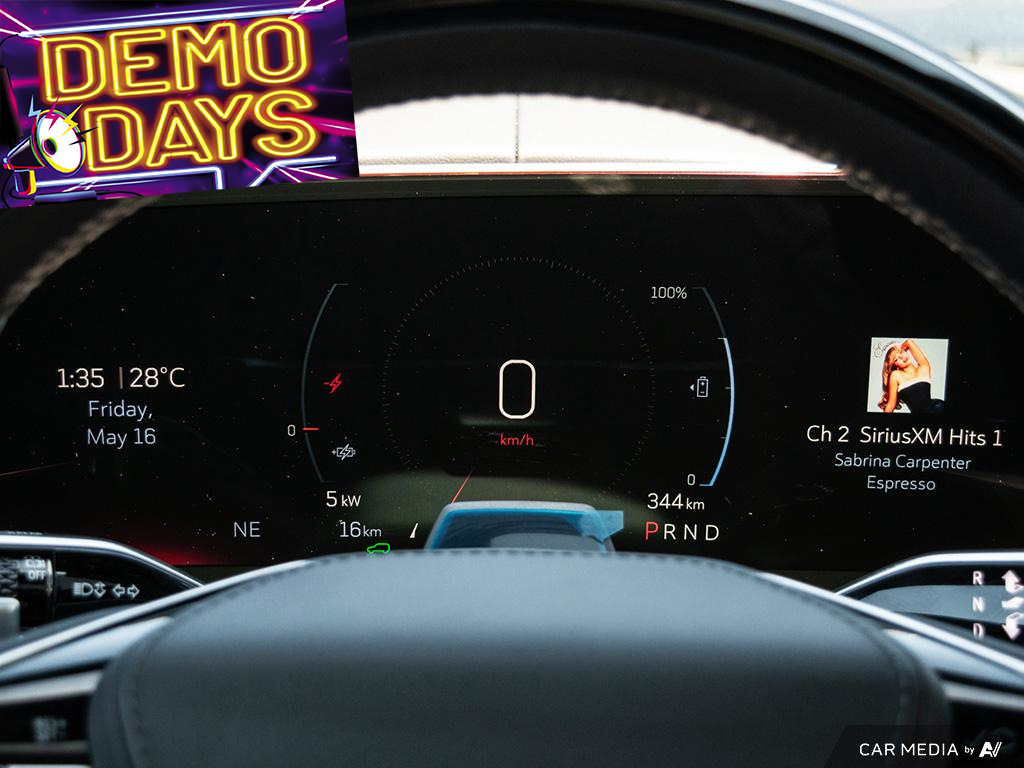 DEMO
DAYS
100%
1:35 | 28°C
Friday,
May 16
0
km/h
0
Ch 2 SiriusXM Hits 1
Sabrina Carpenter
Espresso
0
5 kW
344 km
NE
16 km
P R N D
OFF
R
N
D
CAR MEDIA by AV